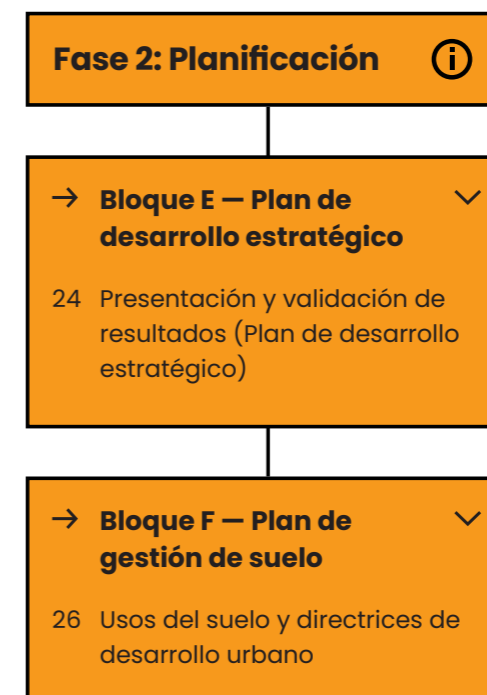 Fase 2: Planificación
→ Bloque E — Plan de
desarrollo estratégico
24 Presentación y validación de
resultados (Plan de desarrollo
estratégico)
→ Bloque F — Plan de
gestión de suelo
26 Usos del suelo y directrices de
desarrollo urbano